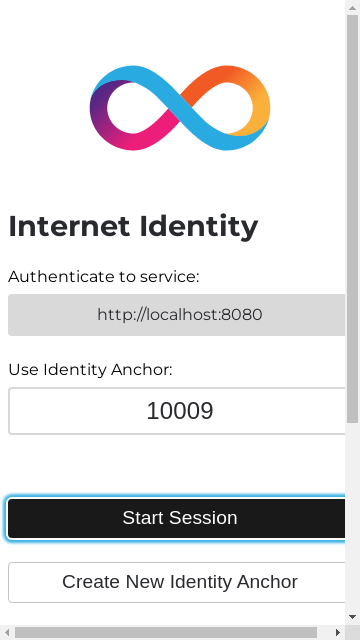 Internet Identity
Authenticate to service:
http://localhost:8080
Use Identity Anchor:
10009
Start Session
Create New Identity Anchor